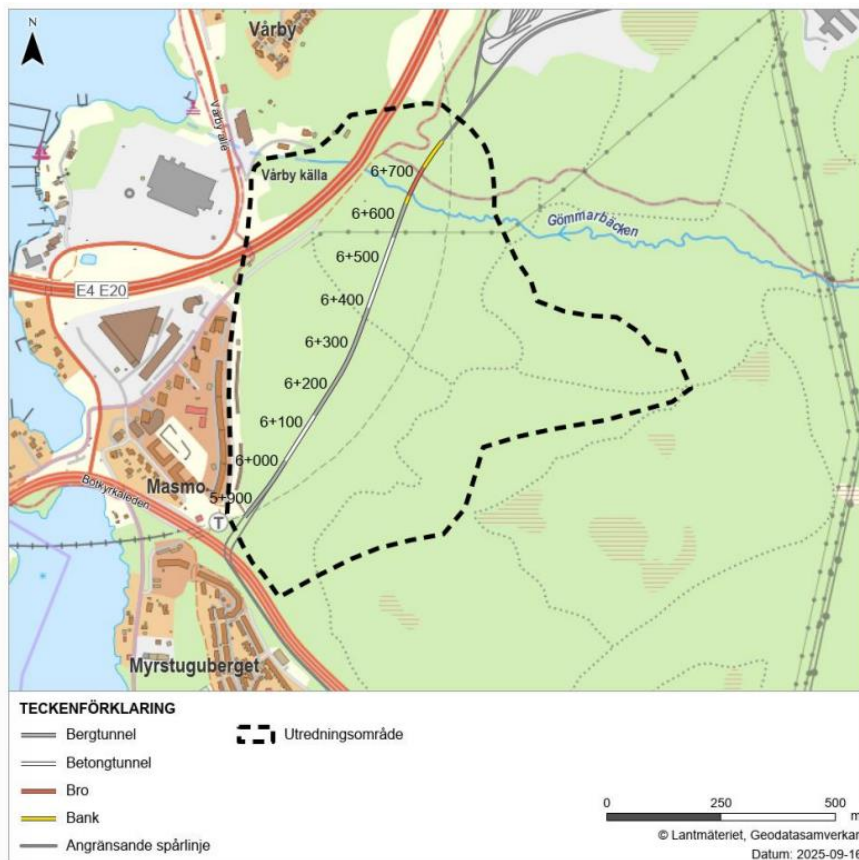 N
Vårby
Vårby allé
Vårby källa
6+700
6+600
Gömmarbäcken
6+500
E4 E20
6+400
6+300
6+200
6+100
6+000
Masmo
5+900
Botkyrkaleden
T
Myrstuguberget
TECKENFÖRKLARING
Bergtunnel
Utredningsområde
Betongtunnel
Bro
Bank
Angränsande spårlinje
0 250 500
m
© Lantmäteriet, Geodatasamverkan
Datum: 2025-09-16